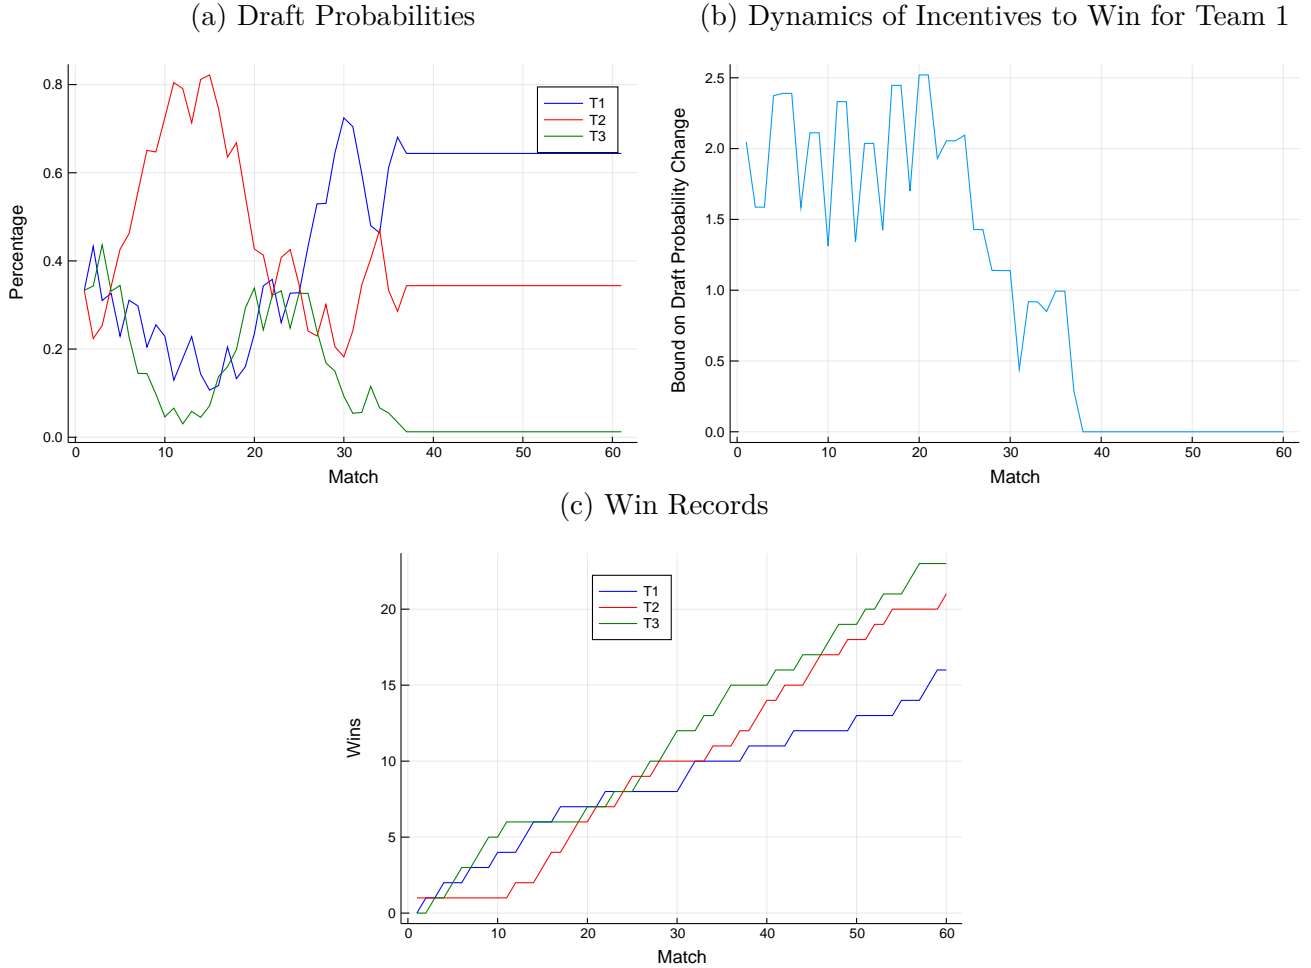 (a) Draft Probabilities
(b) Dynamics of Incentives to Win for Team 1
Percentage
0.8
0.6
0.4
0.2
0.0
T1
T2
T3
0 10 20 30 40 50 60
Match
Bound on Draft Probability Change
2.5
2.0
1.5
1.0
0.5
0.0
0 10 20 30 40 50 60
Match
(c) Win Records
Wins
20
15
10
5
0
T1
T2
T3
0 10 20 30 40 50 60
Match